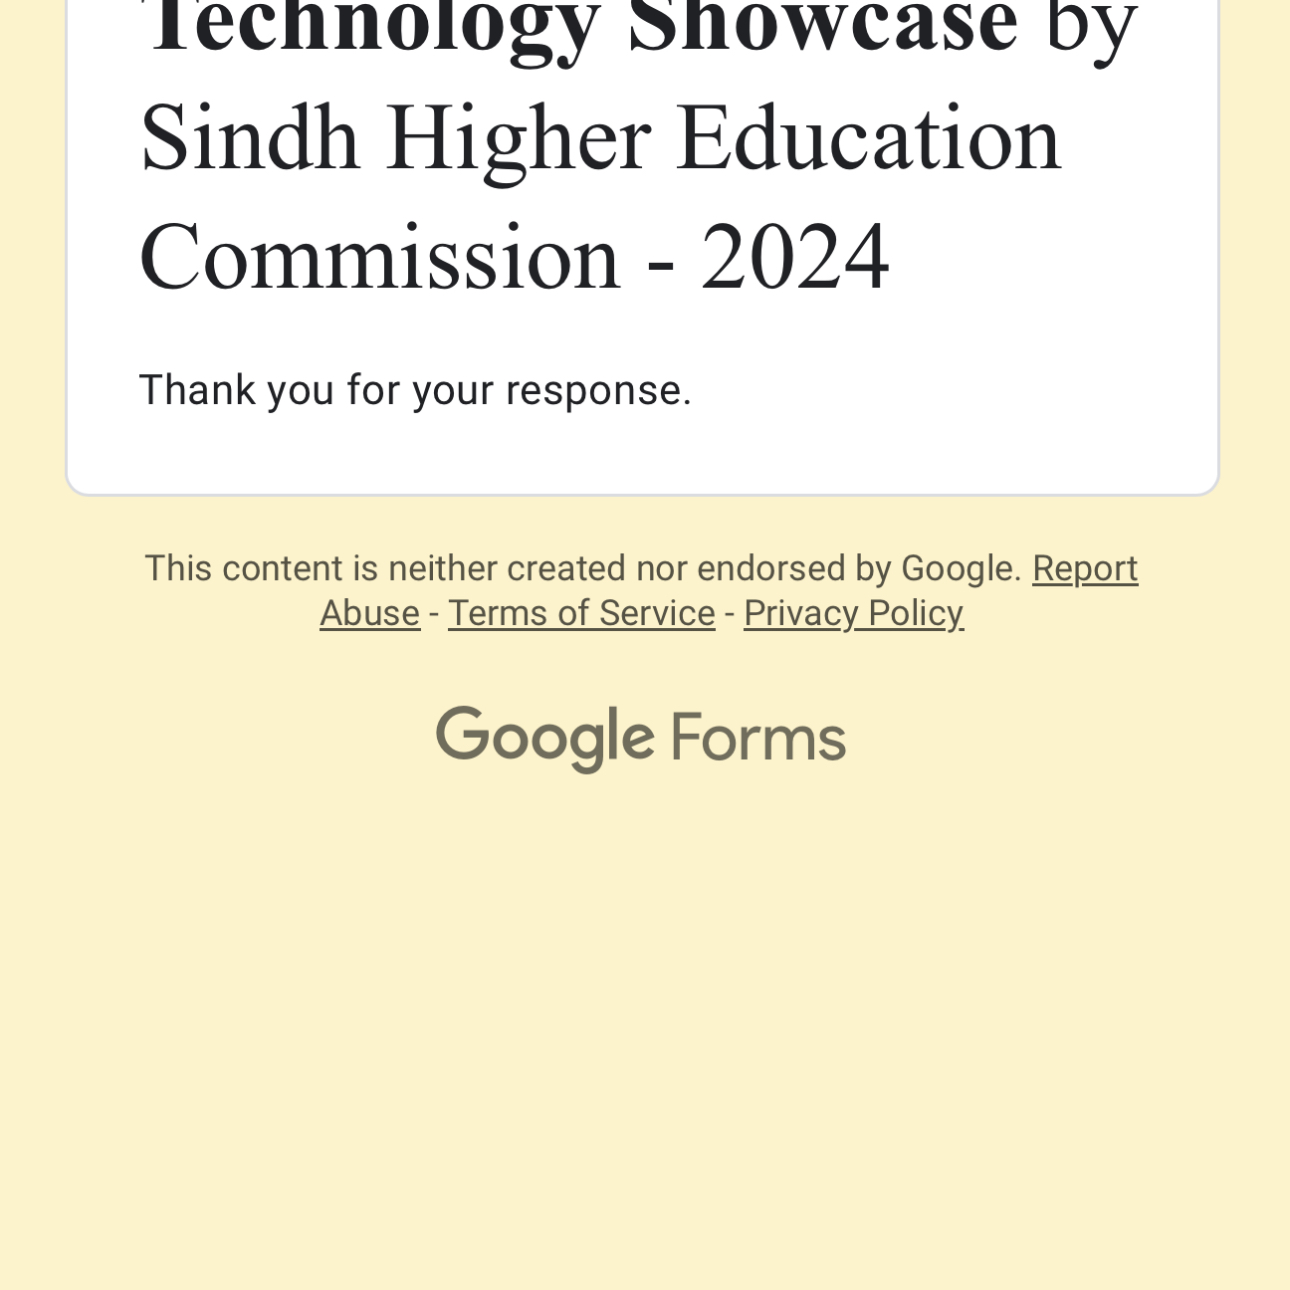 Technology Showcase by
Sindh Higher Education
Commission - 2024
Thank you for your response.
This content is neither created nor endorsed by Google. Report
Abuse - Terms of Service - Privacy Policy
Google Forms